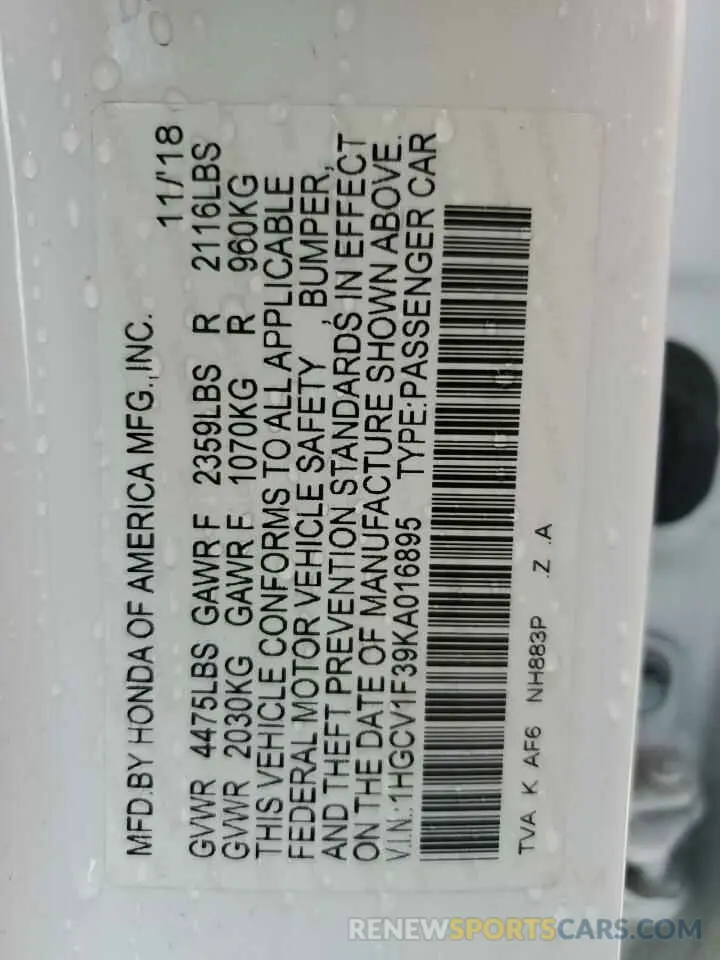 MFD.BY HONDA OF AMERICA MFG.,INC. 11/'18
GVWR 4475LBS GAWR F 2359LBS R 2116LBS
GVWR 2030KG GAWR F 1070KG R 960KG
THIS VEHICLE CONFORMS TO ALL APPLICABLE
FEDERAL MOTOR VEHICLE SAFETY , BUMPER,
AND THEFT PREVENTION STANDARDS IN EFFECT
ON THE DATE OF MANUFACTURE SHOWN ABOVE.
V.I.N.:1HGCV1F39KA016895 TYPE:PASSENGER CAR
TVA K AF6 NH883P .Z .A
RENEWSPORTSCARS.COM